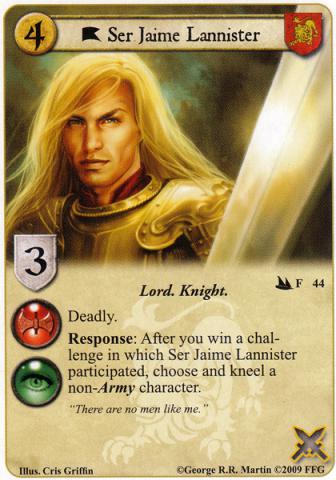 4 Ser Jaime Lannister
3
Lord. Knight.
F 44
Deadly.
Response: After you win a chal-
lenge in which Ser Jaime Lannister
participated, choose and kneel a
non-Army character.
"There are no men like me."
Illus. Cris Griffin ©George R.R. Martin ©2009 FFG